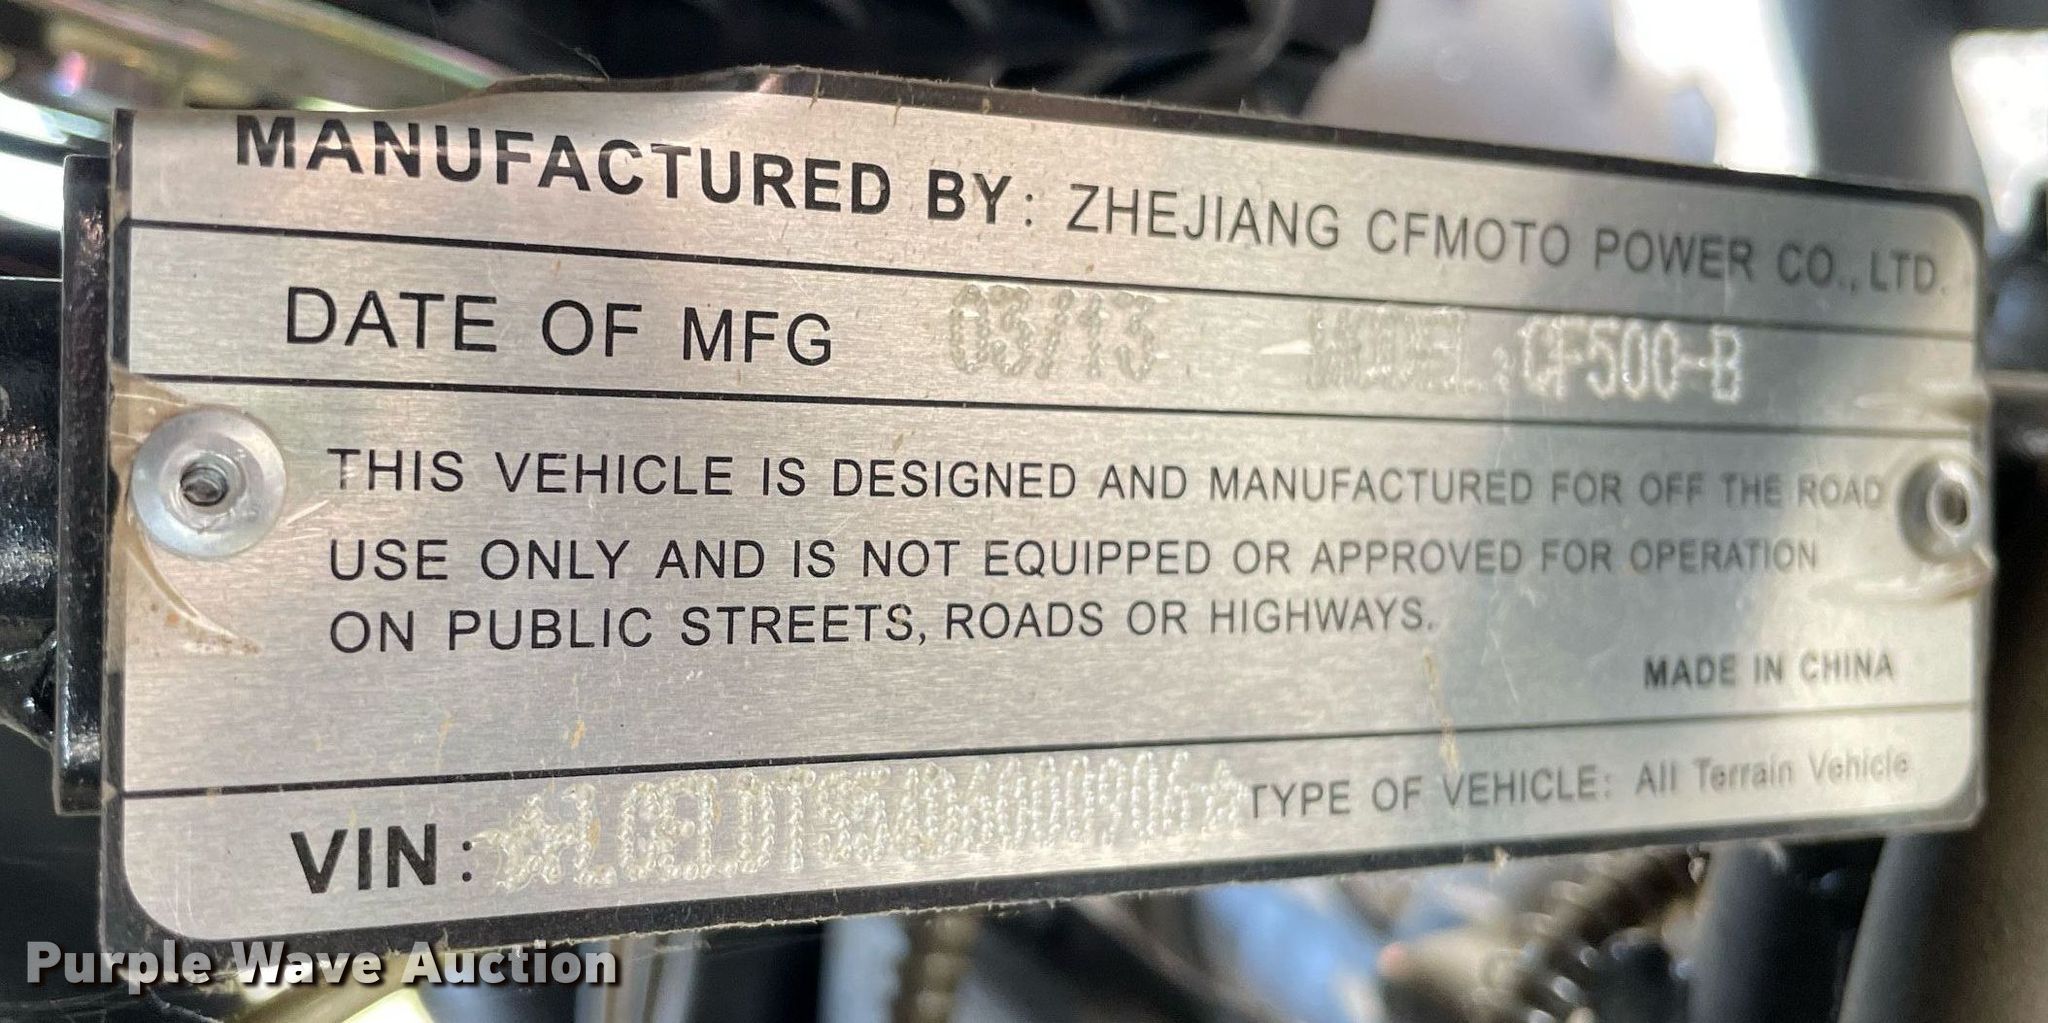 MANUFACTURED BY: ZHEJIANG CFMOTO POWER CO., LTD.
DATE OF MFG 03/13 MODEL:CF500-B
THIS VEHICLE IS DESIGNED AND MANUFACTURED FOR OFF THE ROAD
USE ONLY AND IS NOT EQUIPPED OR APPROVED FOR OPERATION
ON PUBLIC STREETS, ROADS OR HIGHWAYS.
MADE IN CHINA
VIN: TYPE OF VEHICLE: All Terrain Vehicle
Purple Wave Auction